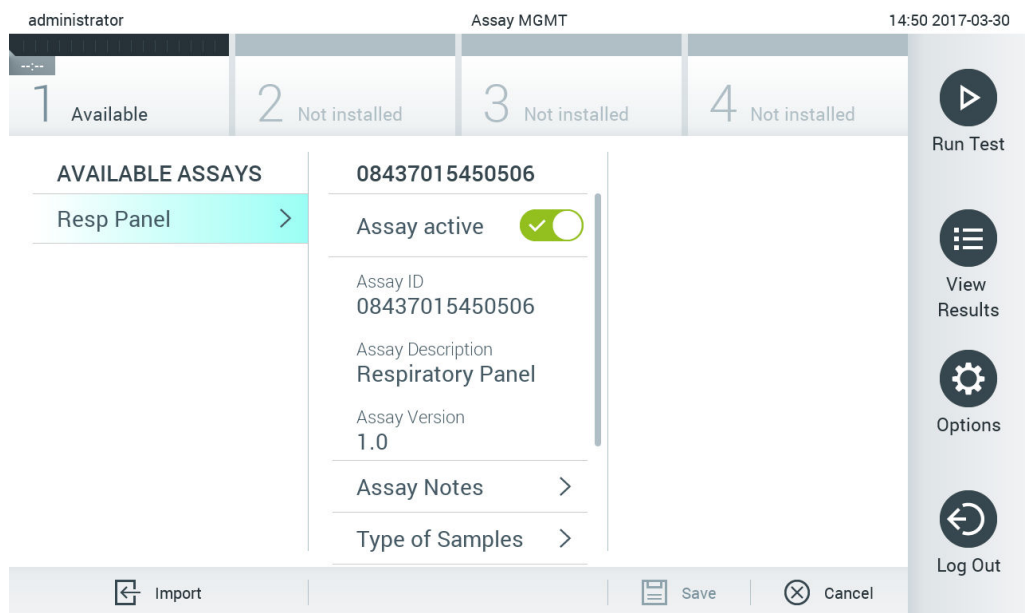 administrator Assay MGMT 14:50 2017-03-30
--:--
1 Available 2 Not installed 3 Not installed 4 Not installed
Run Test
AVAILABLE ASSAYS
Resp Panel
08437015450506
Assay active
Assay ID
08437015450506
Assay Description
Respiratory Panel
Assay Version
1.0
Assay Notes
Type of Samples
View
Results
Options
Log Out
Import Save Cancel